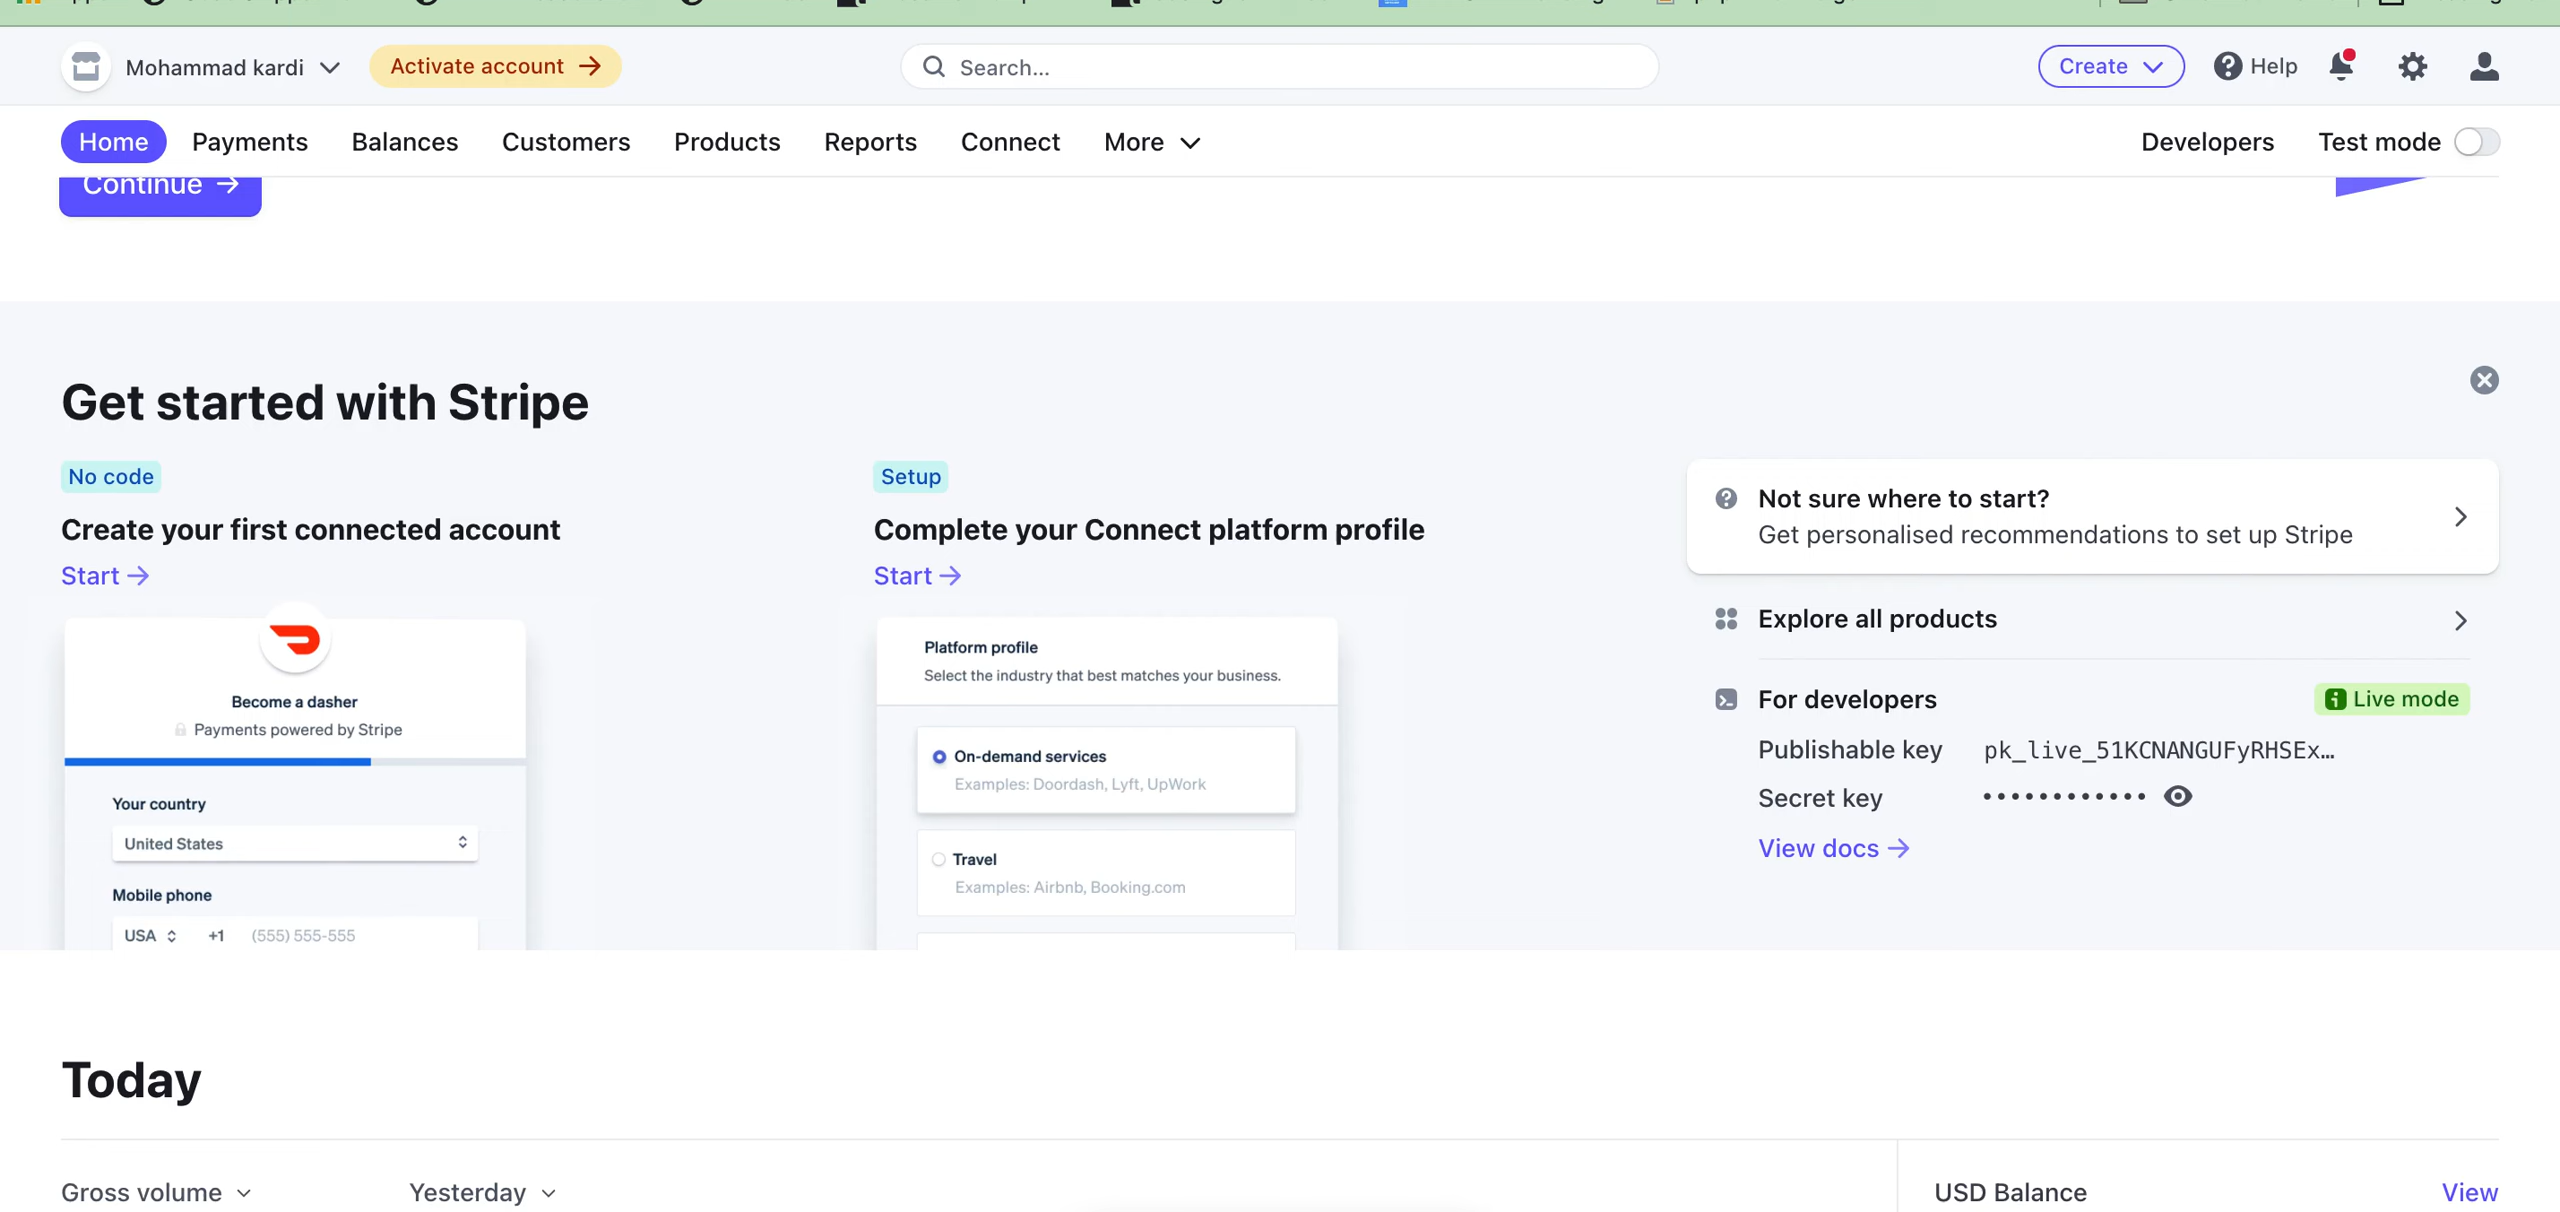 Mohammad kardi
Activate account →
Search...
Create
Help
Home
Payments
Balances
Customers
Products
Reports
Connect
More
Developers
Test mode
Continue →
Get started with Stripe
No code
Create your first connected account
Start →
Become a dasher
Payments powered by Stripe
Your country
United States
Mobile phone
USA +1 (555) 555-555
Setup
Complete your Connect platform profile
Start →
Platform profile
Select the industry that best matches your business.
On-demand services
Examples: Doordash, Lyft, UpWork
Travel
Examples: Airbnb, Booking.com
Not sure where to start?
Get personalised recommendations to set up Stripe
Explore all products
For developers
Live mode
Publishable key pk_live_51KCNANGUFyRHSEx…
Secret key ••••••••••••
View docs →
Today
Gross volume
Yesterday
USD Balance
View